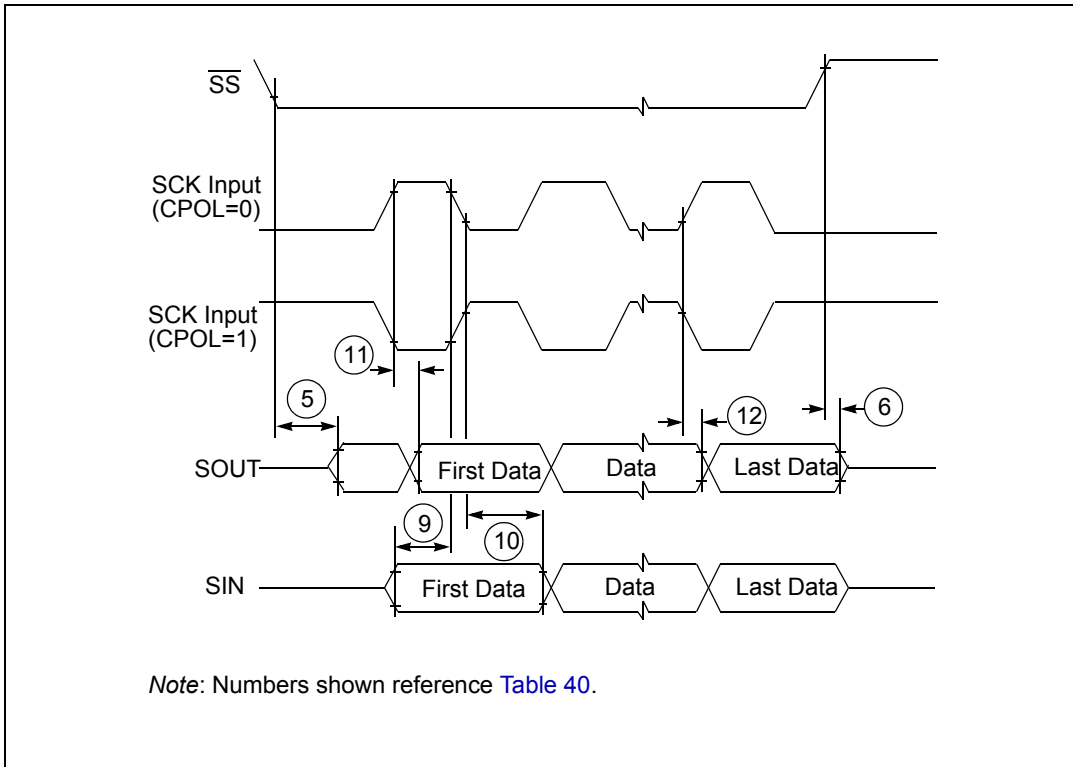 SS
SCK Input
(CPOL=0)
SCK Input
(CPOL=1)
11
5
12
6
SOUT
First Data
Data
Last Data
9
10
SIN
First Data
Data
Last Data
Note: Numbers shown reference Table 40.